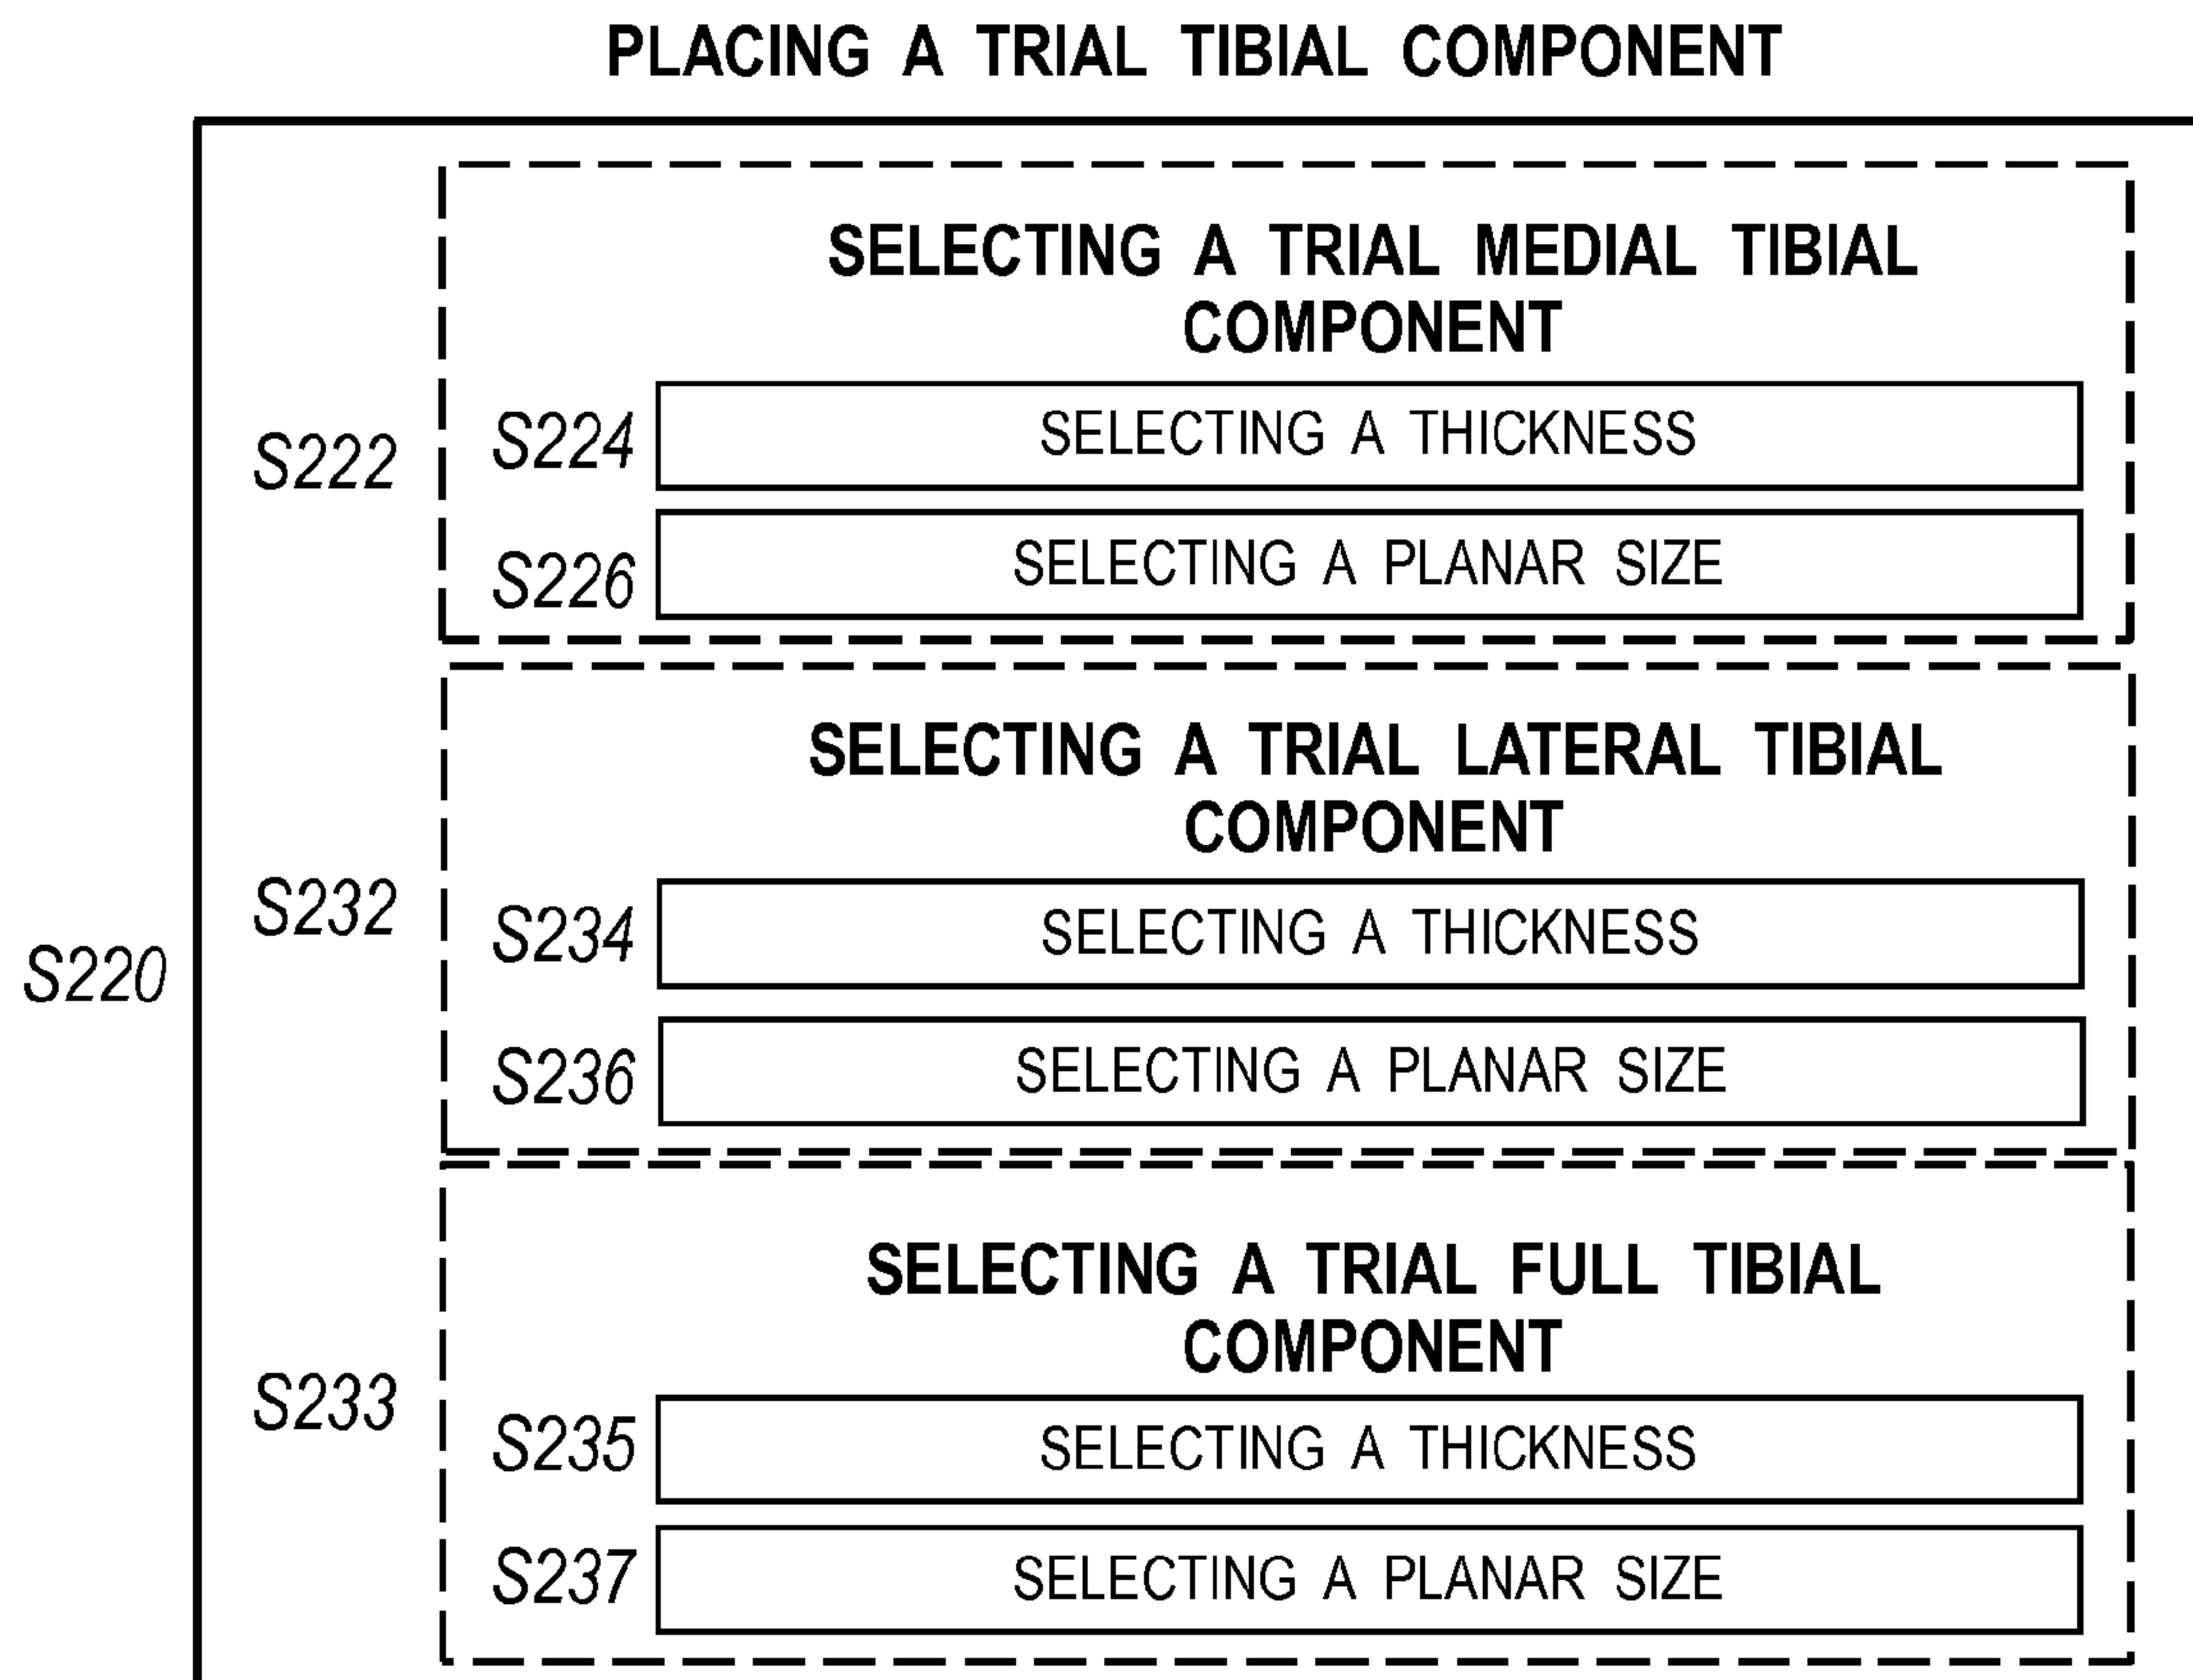 PLACING A TRIAL TIBIAL COMPONENT
SELECTING A TRIAL MEDIAL TIBIAL
COMPONENT
S222
S224 SELECTING A THICKNESS
S226 SELECTING A PLANAR SIZE
SELECTING A TRIAL LATERAL TIBIAL
COMPONENT
S232
S234 SELECTING A THICKNESS
S220
S236 SELECTING A PLANAR SIZE
SELECTING A TRIAL FULL TIBIAL
COMPONENT
S233
S235 SELECTING A THICKNESS
S237 SELECTING A PLANAR SIZE